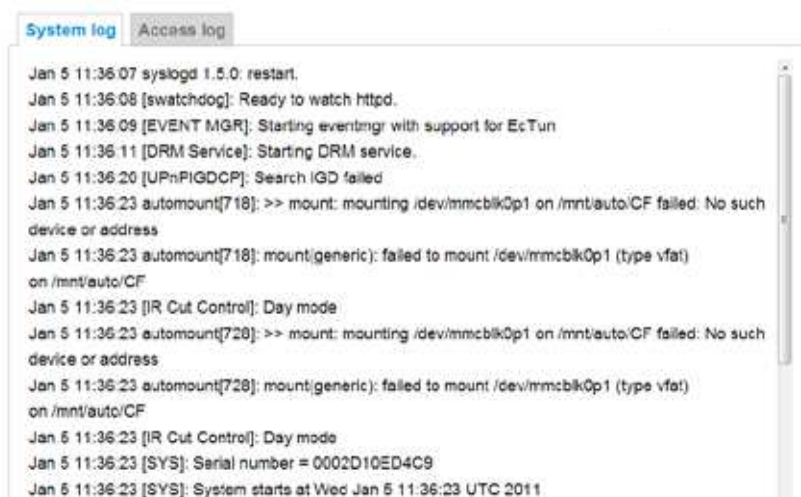 System log Access log
Jan 5 11:36:07 syslogd 1.5.0: restart.
Jan 5 11:36:08 [swatchdog]: Ready to watch httpd.
Jan 5 11:36:09 [EVENT MGR]: Starting eventmgr with support for EcTun
Jan 5 11:36:11 [DRM Service]: Starting DRM service.
Jan 5 11:36:20 [UPnPIGDCP]: Search IGD failed
Jan 5 11:36:23 automount[718]: >> mount: mounting /dev/mmcblk0p1 on /mnt/auto/CF failed: No such
device or address
Jan 5 11:36:23 automount[718]: mount(generic): failed to mount /dev/mmcblk0p1 (type vfat)
on /mnt/auto/CF
Jan 5 11:36:23 [IR Cut Control]: Day mode
Jan 5 11:36:23 automount[728]: >> mount: mounting /dev/mmcblk0p1 on /mnt/auto/CF failed: No such
device or address
Jan 5 11:36:23 automount[728]: mount(generic): failed to mount /dev/mmcblk0p1 (type vfat)
on /mnt/auto/CF
Jan 5 11:36:23 [IR Cut Control]: Day mode
Jan 5 11:36:23 [SYS]: Serial number = 0002D10ED4C9
Jan 5 11:36:23 [SYS]: System starts at Wed Jan 5 11:36:23 UTC 2011